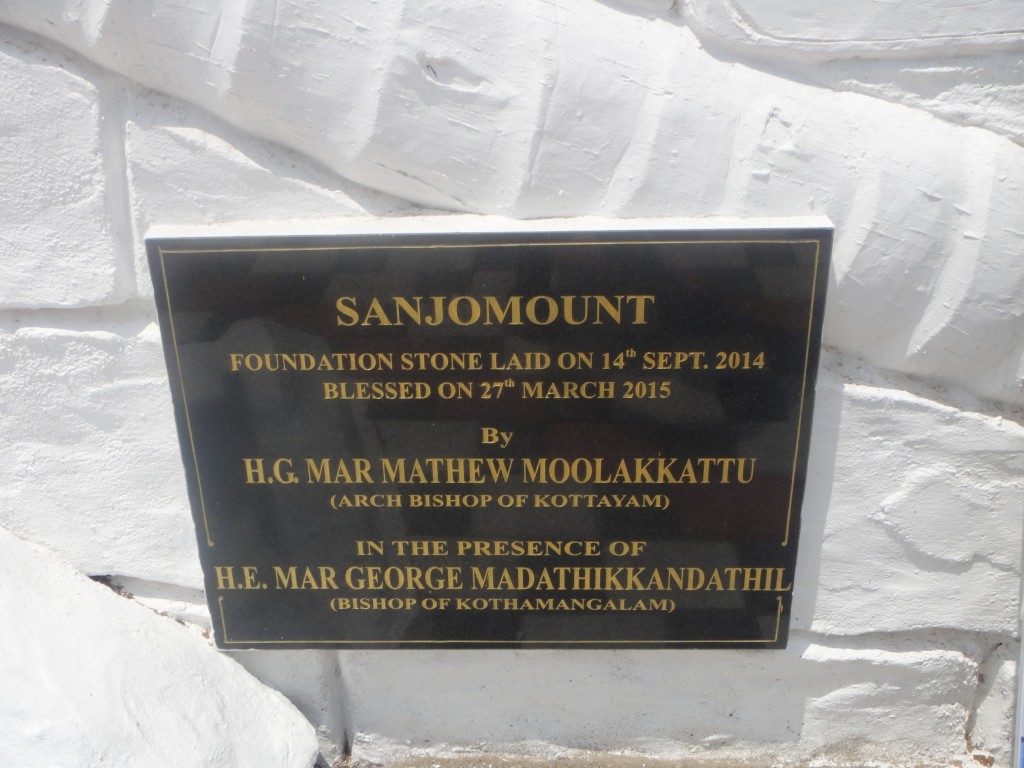 SANJOMOUNT
FOUNDATION STONE LAID ON 14th SEPT. 2014
BLESSED ON 27th MARCH 2015
By
H.G. MAR MATHEW MOOLAKKATTU
(ARCH BISHOP OF KOTTAYAM)
IN THE PRESENCE OF
H.E. MAR GEORGE MADATHIKKANDATHIL
(BISHOP OF KOTHAMANGALAM)